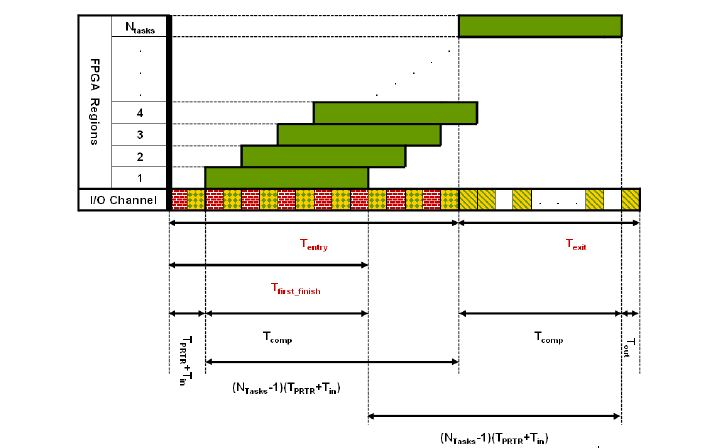 N_tasks
FPGA Regions
.
.
.
4
3
2
1
I/O Channel
. . .
T_entry
T_exit
T_first_finish
T_PRTR+T_in
T_comp
T_comp
T_out
(N_Tasks-1)(T_PRTR+T_in)
(N_Tasks-1)(T_PRTR+T_in)